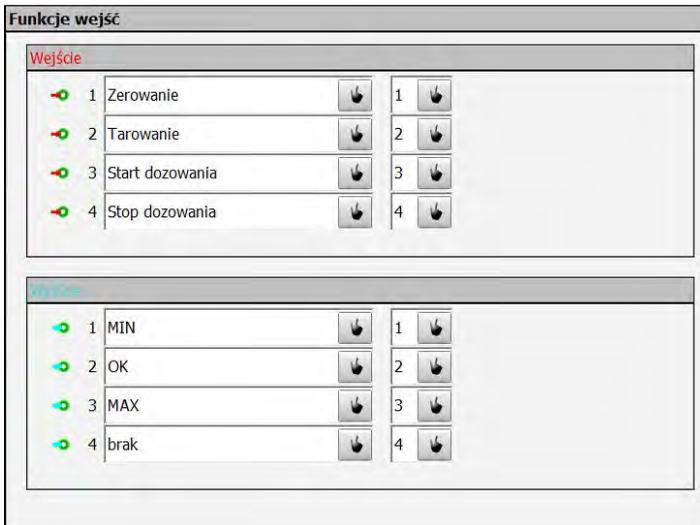 Funkcje wejść
Wejście
1 Zerowanie 1
2 Tarowanie 2
3 Start dozowania 3
4 Stop dozowania 4
1 MIN 1
2 OK 2
3 MAX 3
4 brak 4